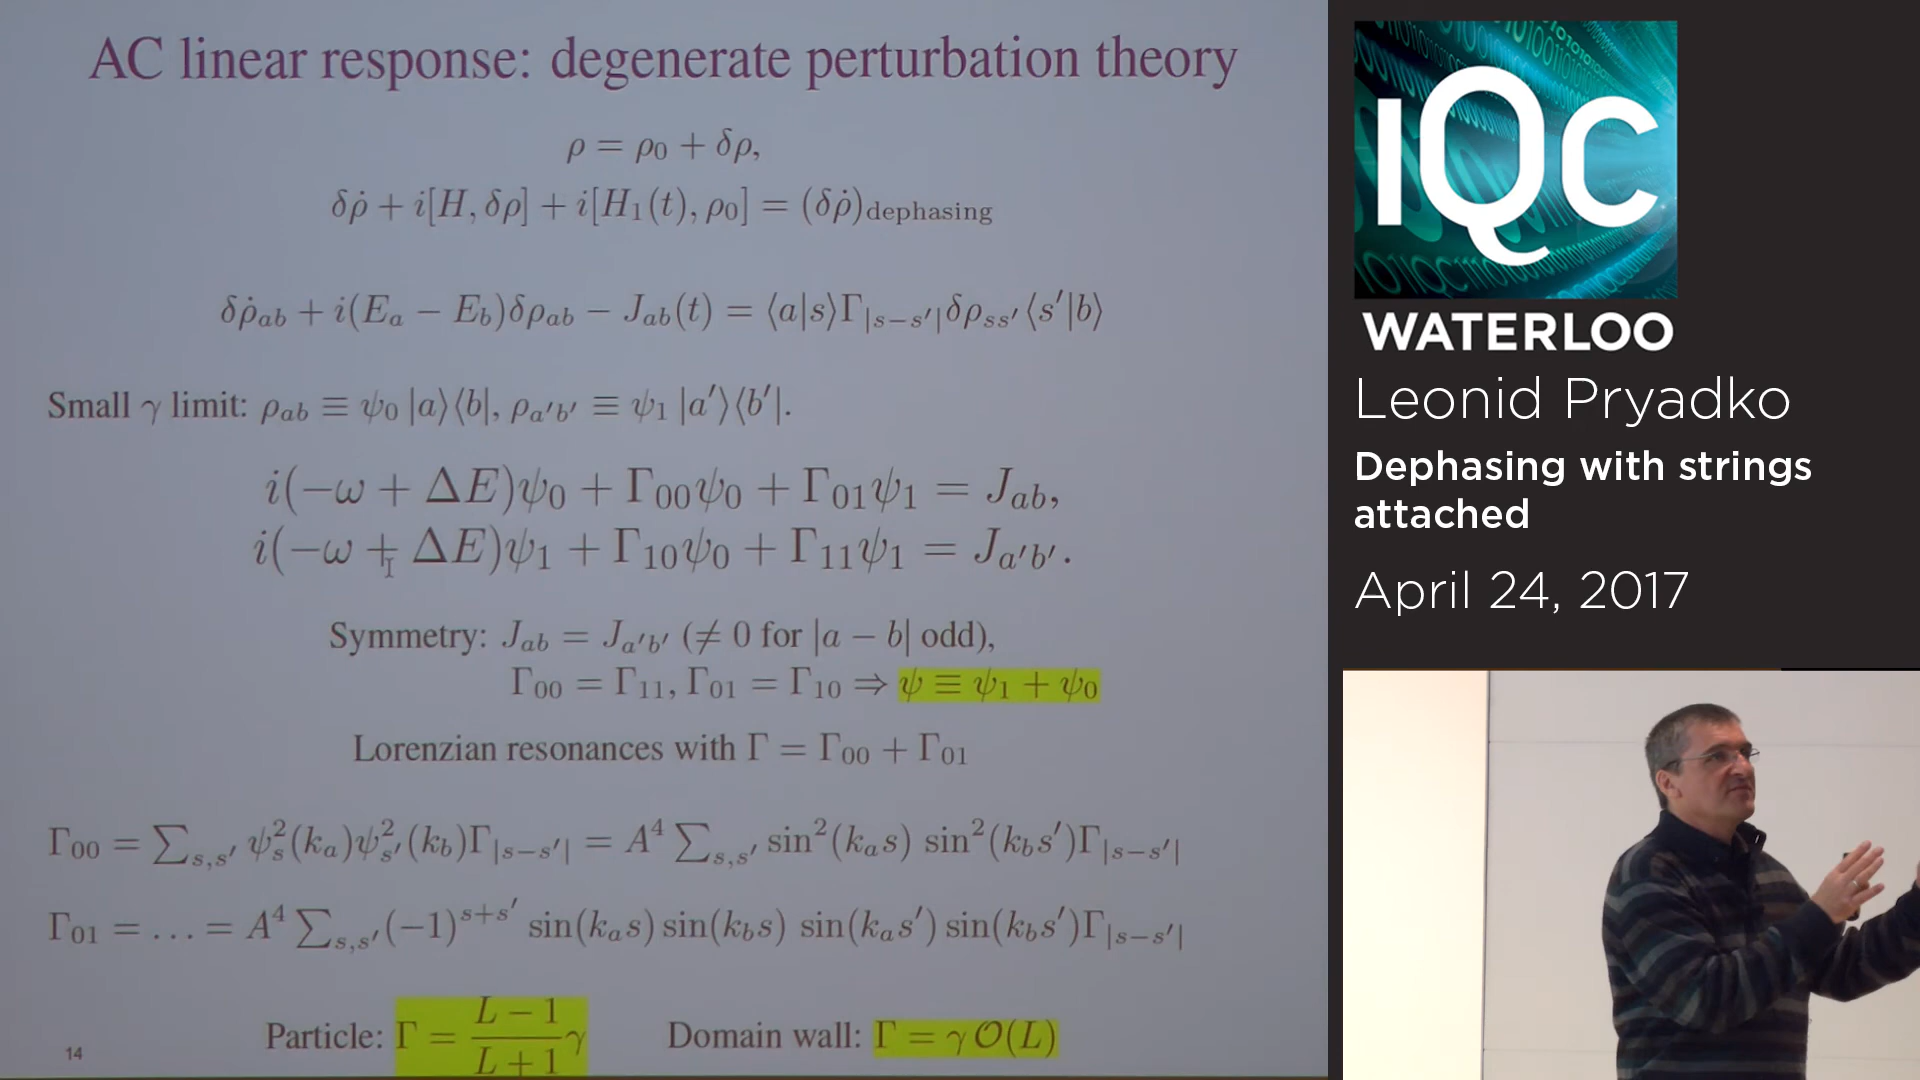 AC linear response: degenerate perturbation theory
ρ = ρ₀ + δρ,
δρ̇ + i[H, δρ] + i[H₁(t), ρ₀] = (δρ̇)dephasing
δρ̇ab + i(Ea − Eb)δρab − Jab(t) = ⟨a|s⟩Γ|s−s′|δρss′⟨s′|b⟩
Small γ limit: ρab ≡ ψ₀ |a⟩⟨b|, ρa′b′ ≡ ψ₁ |a′⟩⟨b′|.
i(−ω + ΔE)ψ₀ + Γ₀₀ψ₀ + Γ₀₁ψ₁ = Jab,
i(−ω + ΔE)ψ₁ + Γ₁₀ψ₀ + Γ₁₁ψ₁ = Ja′b′.
Symmetry: Jab = Ja′b′ (≠ 0 for |a − b| odd),
Γ₀₀ = Γ₁₁, Γ₀₁ = Γ₁₀ ⇒ ψ ≡ ψ₁ + ψ₀
Lorenzian resonances with Γ = Γ₀₀ + Γ₀₁
Γ₀₀ = ∑s,s′ ψs²(ka)ψs′²(kb)Γ|s−s′| = A⁴ ∑s,s′ sin²(kas) sin²(kbs′)Γ|s−s′|
Γ₀₁ = … = A⁴ ∑s,s′(−1)^s+s′ sin(kas) sin(kbs) sin(kas′) sin(kbs′)Γ|s−s′|
Particle: Γ = (L − 1)/(L + 1) γ Domain wall: Γ = γ O(L)
14
IQC
WATERLOO
Leonid Pryadko
Dephasing with strings
attached
April 24, 2017